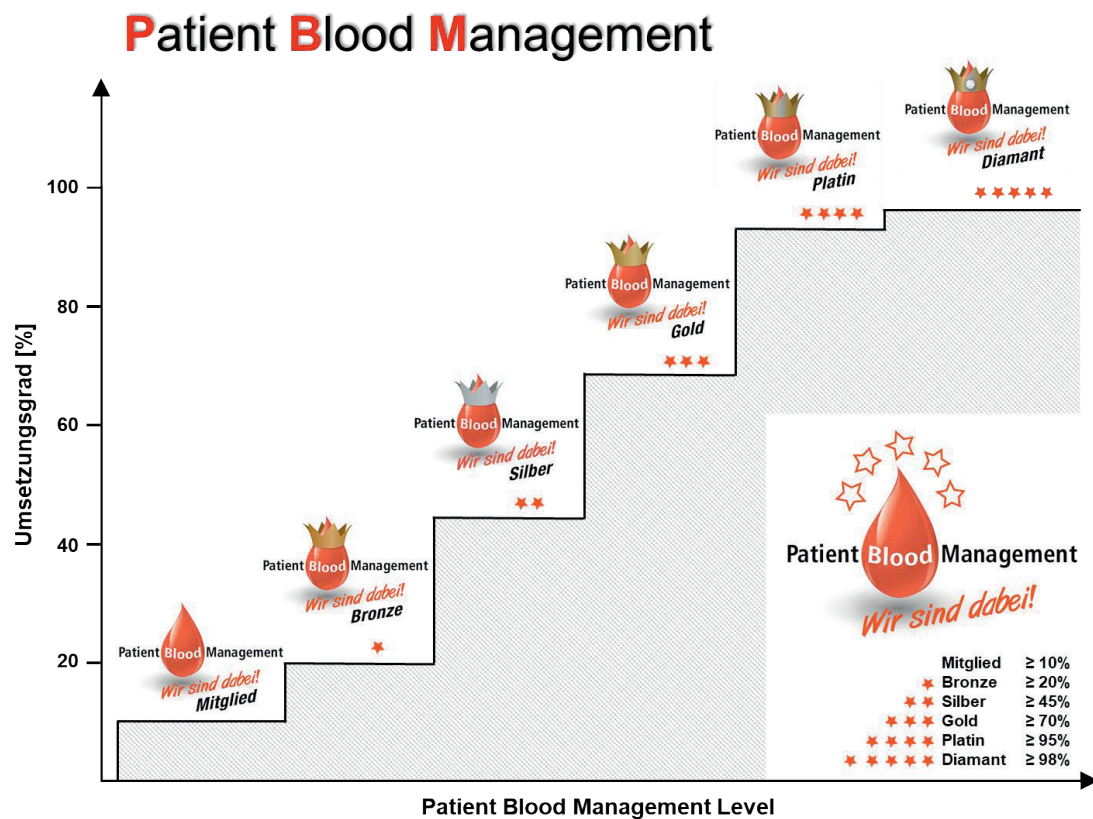 Patient Blood Management
Umsetzungsgrad [%]
100
80
60
40
20
Patient Blood Management
Wir sind dabei!
Mitglied
Patient Blood Management
Wir sind dabei!
Bronze
Patient Blood Management
Wir sind dabei!
Silber
Patient Blood Management
Wir sind dabei!
Gold
Patient Blood Management
Wir sind dabei!
Platin
Patient Blood Management
Wir sind dabei!
Diamant
Patient Blood Management
Wir sind dabei!
Mitglied ≥ 10%
Bronze ≥ 20%
Silber ≥ 45%
Gold ≥ 70%
Platin ≥ 95%
Diamant ≥ 98%
Patient Blood Management Level